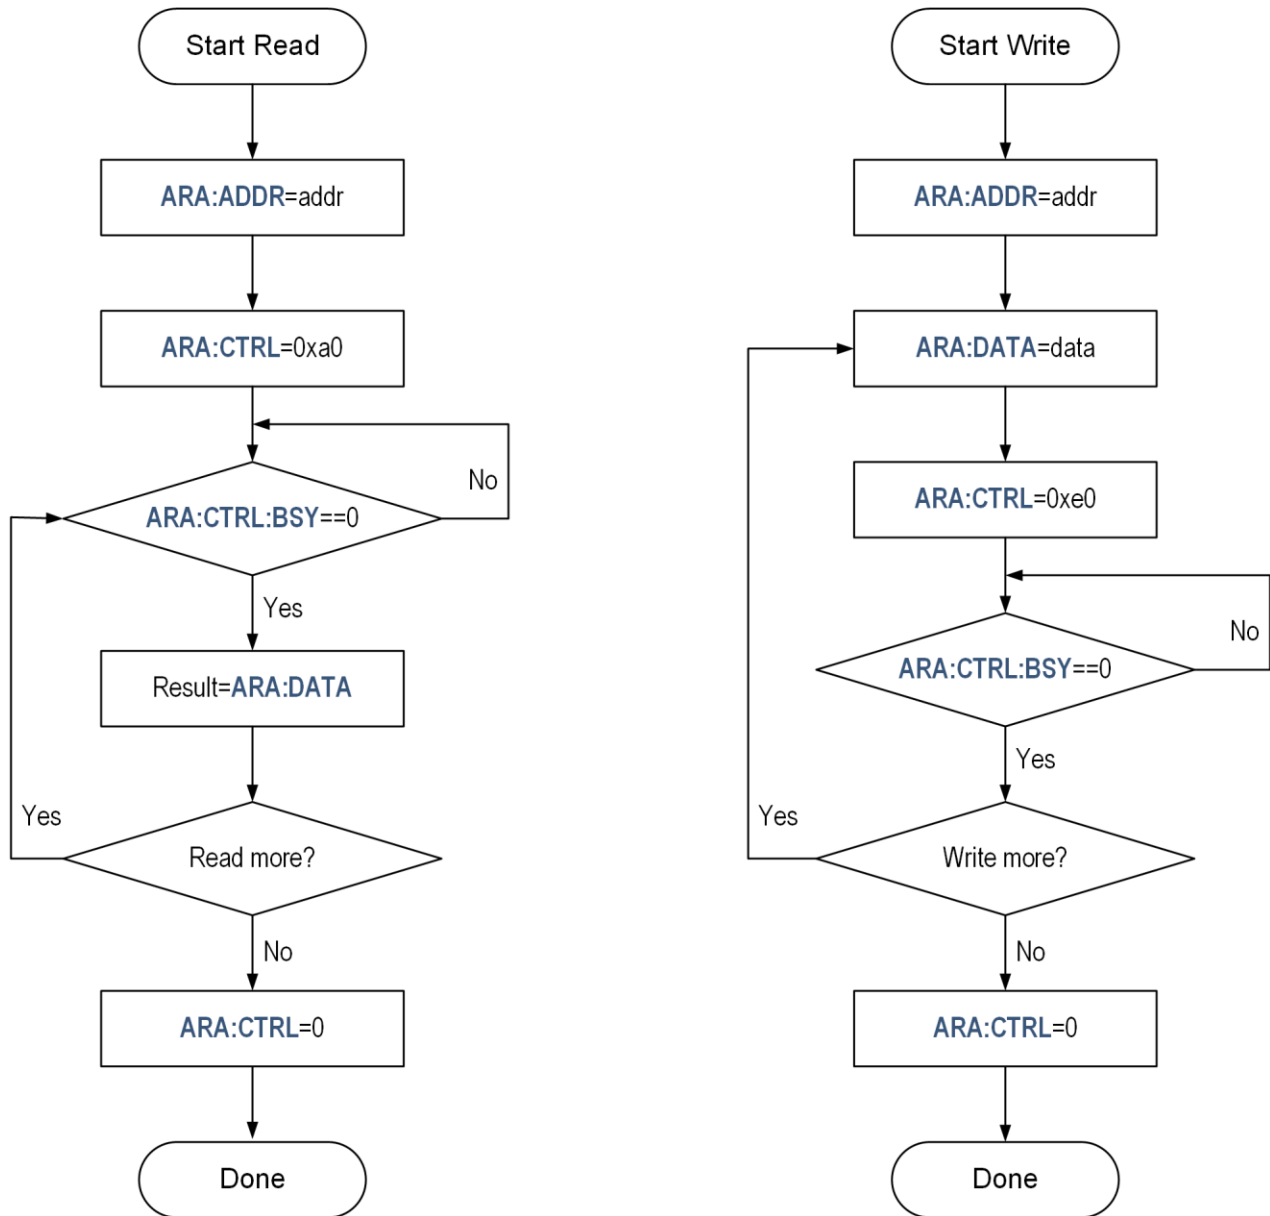 Start Read
ARA:ADDR=addr
ARA:CTRL=0xa0
No
ARA:CTRL:BSY==0
Yes
Result=ARA:DATA
Yes
Read more?
No
ARA:CTRL=0
Done
Start Write
ARA:ADDR=addr
ARA:DATA=data
ARA:CTRL=0xe0
No
ARA:CTRL:BSY==0
Yes
Yes
Write more?
No
ARA:CTRL=0
Done